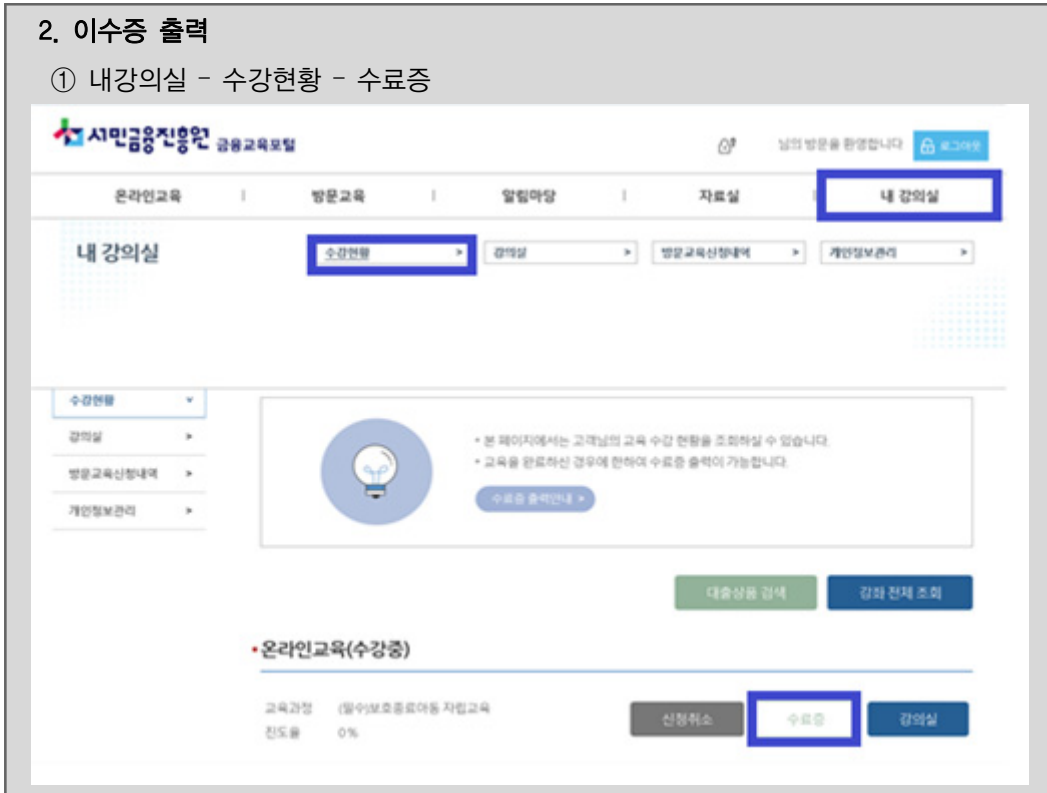 2. 이수증 출력
① 내강의실 - 수강현황 - 수료증
서민금융진흥원 금융교육포털
님의 방문을 환영합니다 로그아웃
온라인교육 | 방문교육 | 알림마당 | 자료실 | 내 강의실
내 강의실
수강현황 > 강의실 > 방문교육신청내역 > 개인정보관리 >
수강현황
강의실 >
방문교육신청내역 >
개인정보관리 >
• 본 페이지에서는 고객님의 교육 수강 현황을 조회하실 수 있습니다.
• 교육을 완료하신 경우에 한하여 수료증 출력이 가능합니다.
수료증 출력안내 >
대출상품 검색 강좌 전체 조회
• 온라인교육(수강중)
교육과정 (필수)보호종료아동 자립교육
진도율 0%
신청취소 수료증 강의실